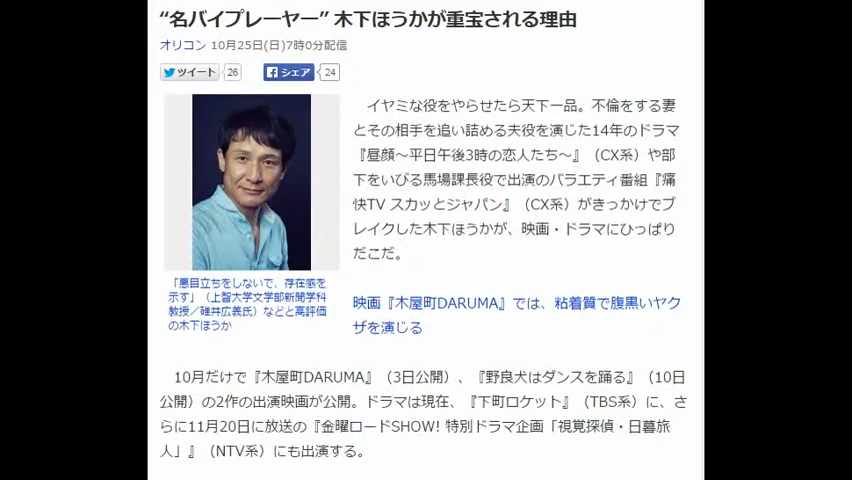 “名バイプレーヤー” 木下ほうかが重宝される理由
オリコン 10月25日(日)7時0分配信
ツイート 26 シェア 24
イヤミな役をやらせたら天下一品。不倫をする妻
とその相手を追い詰める夫役を演じた14年のドラマ
『昼顔～平日午後3時の恋人たち～』（CX系）や部
下をいびる馬場課長役で出演のバラエティ番組『痛
快TV スカッとジャパン』（CX系）がきっかけでブ
レイクした木下ほうかが、映画・ドラマにひっぱり
だこだ。
「悪目立ちをしないで、存在感を
示す」（上智大学文学部新聞学科
教授／碓井広義氏）などと高評価
の木下ほうか
映画『木屋町DARUMA』では、粘着質で腹黒いヤク
ザを演じる
10月だけで『木屋町DARUMA』（3日公開）、『野良犬はダンスを踊る』（10日
公開）の2作の出演映画が公開。ドラマは現在、『下町ロケット』（TBS系）に、さ
らに11月20日に放送の『金曜ロードSHOW! 特別ドラマ企画「視覚探偵・日暮旅
人」』（NTV系）にも出演する。